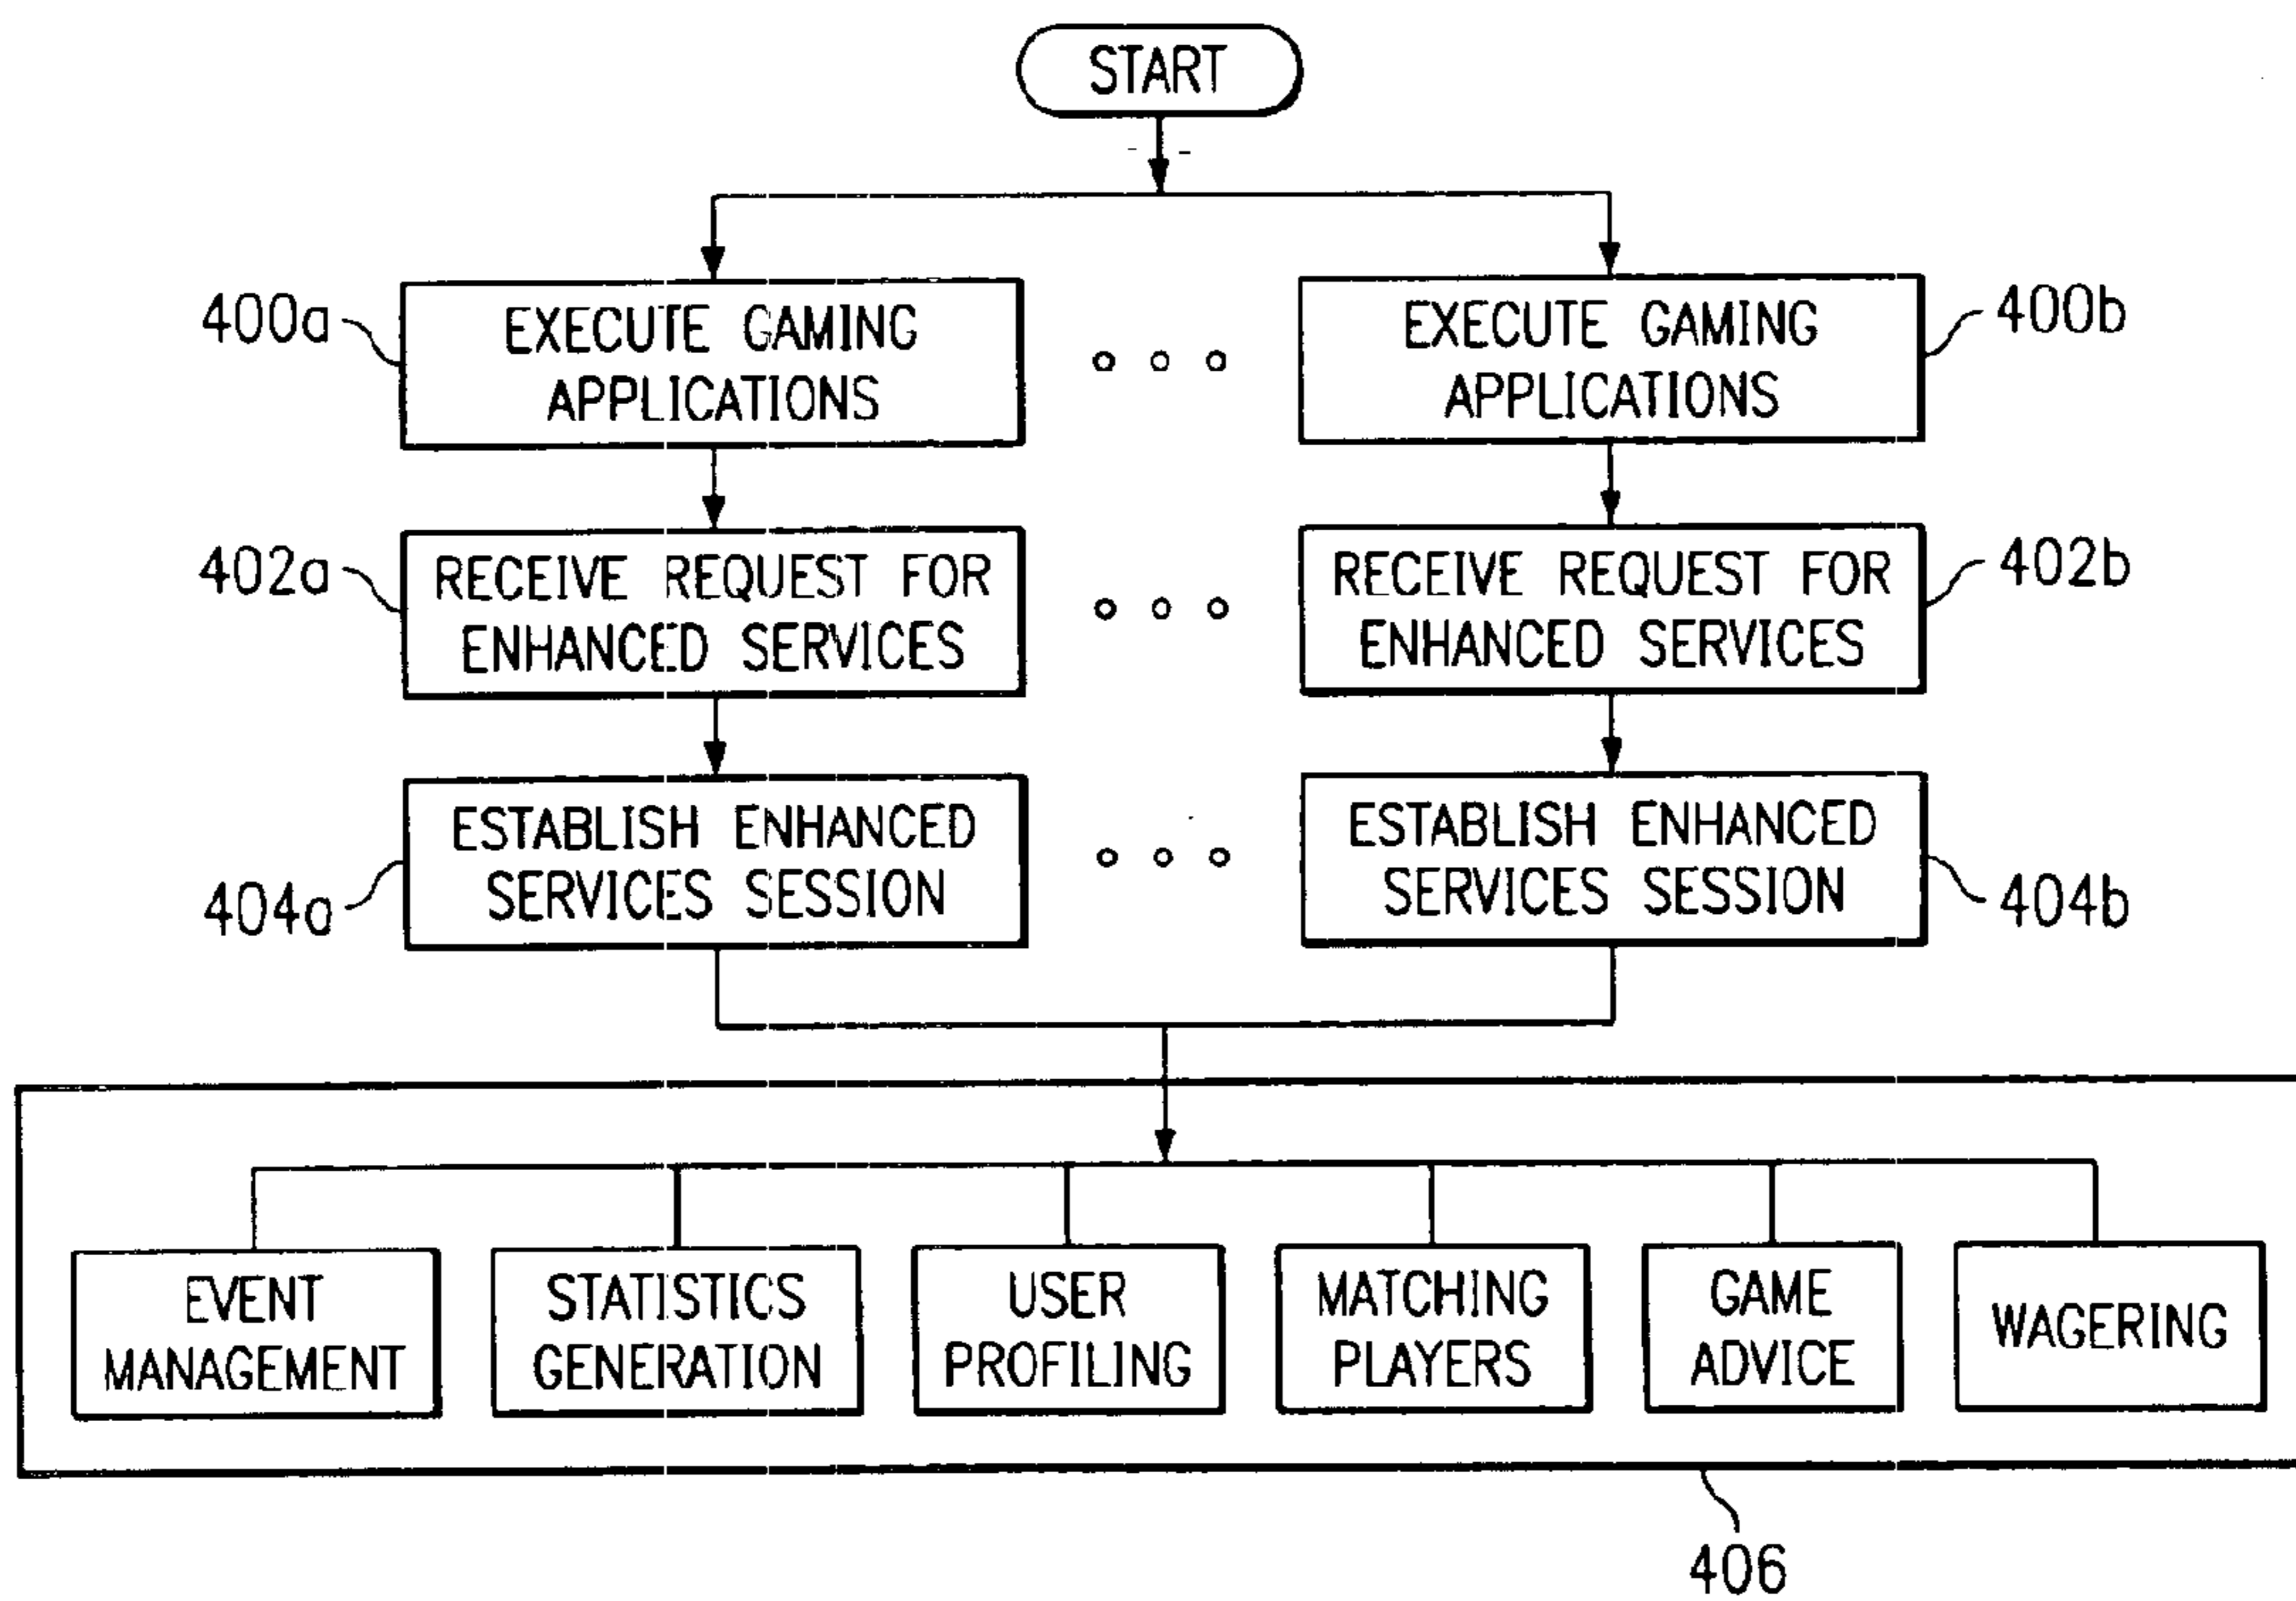 START
400a
EXECUTE GAMING
APPLICATIONS
EXECUTE GAMING
APPLICATIONS
400b
402a
RECEIVE REQUEST FOR
ENHANCED SERVICES
RECEIVE REQUEST FOR
ENHANCED SERVICES
402b
404a
ESTABLISH ENHANCED
SERVICES SESSION
ESTABLISH ENHANCED
SERVICES SESSION
404b
EVENT
MANAGEMENT
STATISTICS
GENERATION
USER
PROFILING
MATCHING
PLAYERS
GAME
ADVICE
WAGERING
406